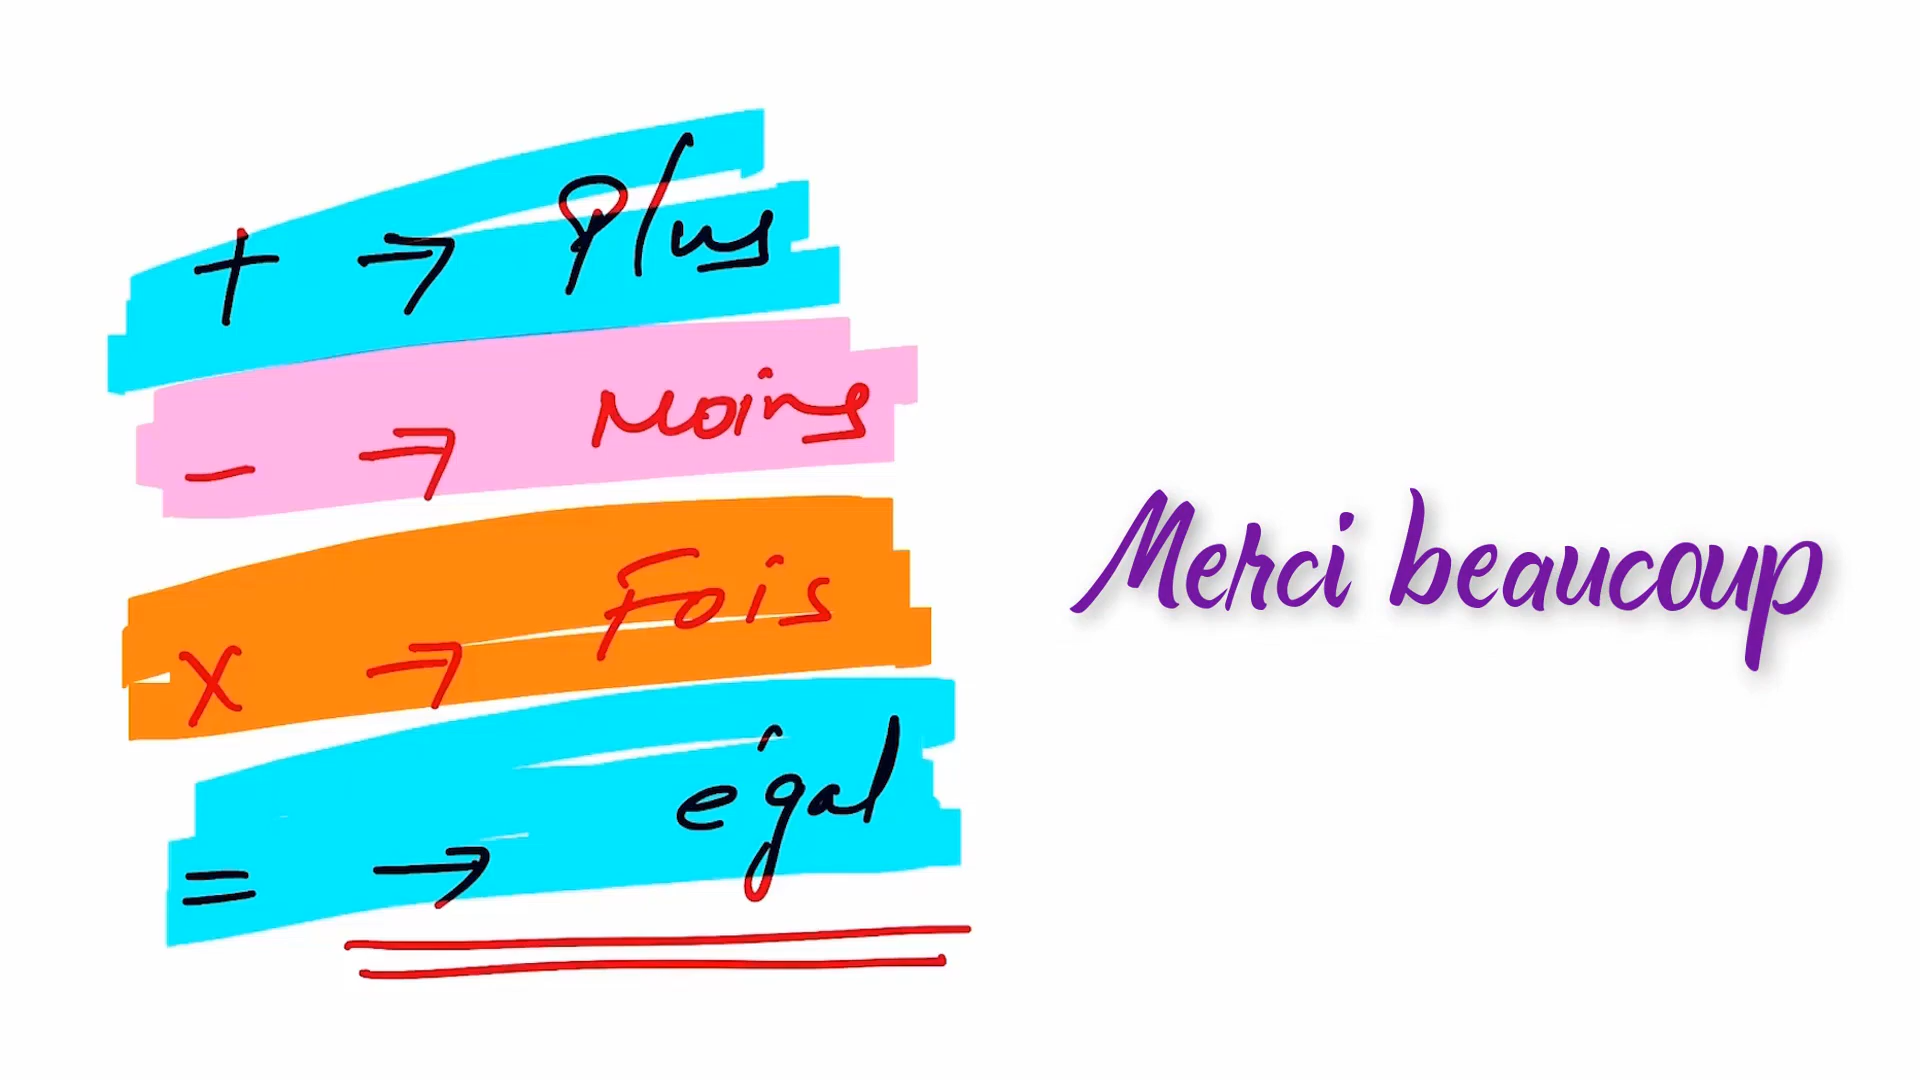 + → Plus
- → Moins
x → Fois
= → égal
Merci beaucoup